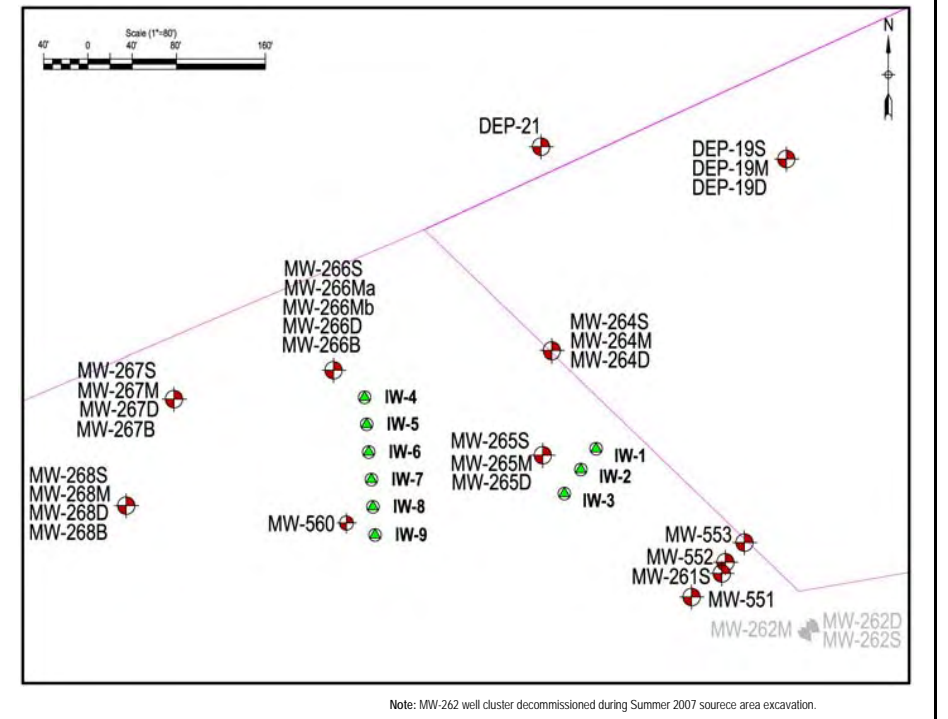 Scale (1"=80')
40' 0 40' 80' 160'
N
DEP-21
DEP-19S
DEP-19M
DEP-19D
MW-266S
MW-266Ma
MW-266Mb
MW-266D
MW-266B
MW-264S
MW-264M
MW-264D
MW-267S
MW-267M
MW-267D
MW-267B
IW-4
IW-5
IW-6
IW-7
IW-8
IW-9
MW-265S
MW-265M
MW-265D
IW-1
IW-2
IW-3
MW-268S
MW-268M
MW-268D
MW-268B
MW-560
MW-553
MW-552
MW-261S
MW-551
MW-262M
MW-262D
MW-262S
Note: MW-262 well cluster decommissioned during Summer 2007 sourece area excavation.